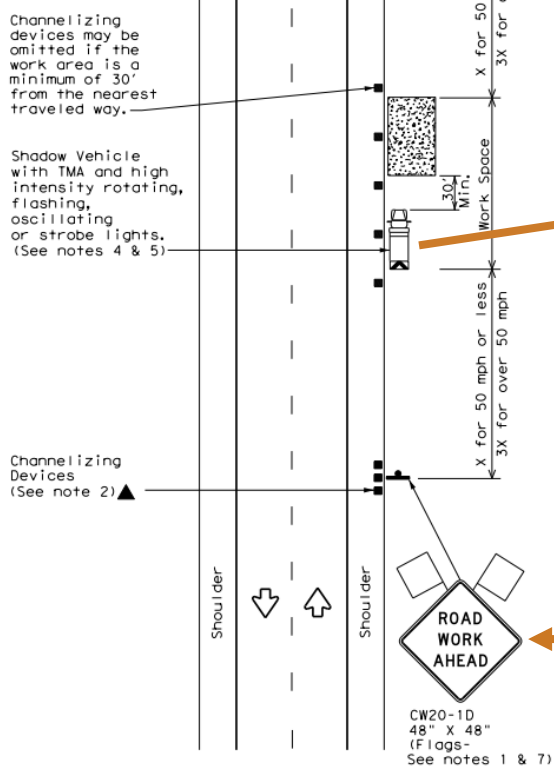 Channelizing
devices may be
omitted if the
work area is a
minimum of 30'
from the nearest
traveled way.
X for 50
3X for
Shadow Vehicle
with TMA and high
intensity rotating,
flashing,
oscillating
or strobe lights.
(See notes 4 & 5)
30'
Min.
Work Space
X for 50 mph or less
3X for over 50 mph
Channelizing
Devices
(See note 2)
Shoulder
Shoulder
ROAD
WORK
AHEAD
CW20-1D
48" X 48"
(Flags-
See notes 1 & 7)